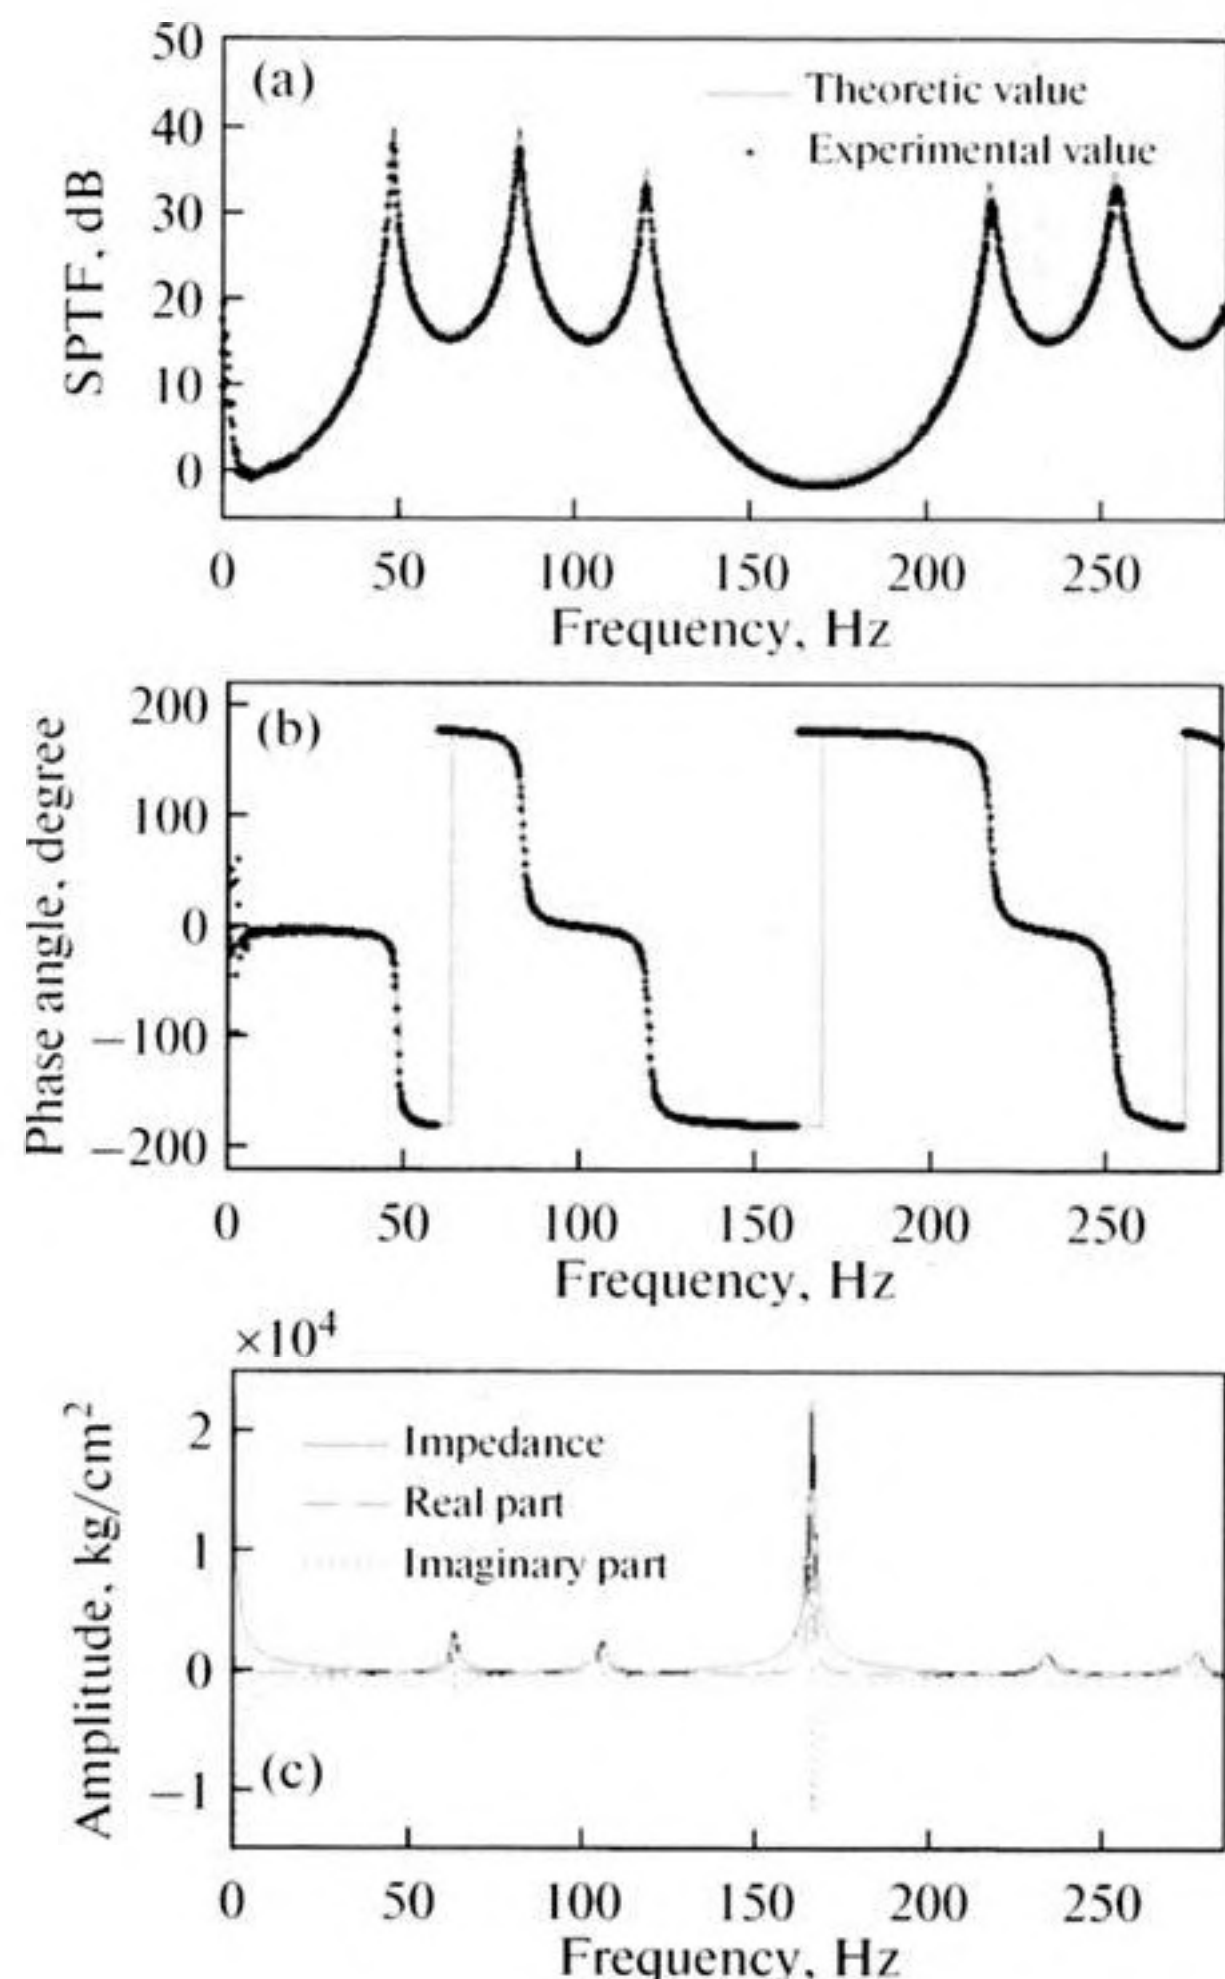 50
(a)
Theoretic value
40
Experimental value
30
20
10
0
SPTF, dB
0 50 100 150 200 250
Frequency, Hz
200
(b)
100
0
−100
−200
Phase angle, degree
0 50 100 150 200 250
Frequency, Hz
×10⁴
2
Impedance
Real part
1
Imaginary part
0
−1
(c)
Amplitude, kg/cm²
0 50 100 150 200 250
Frequency, Hz